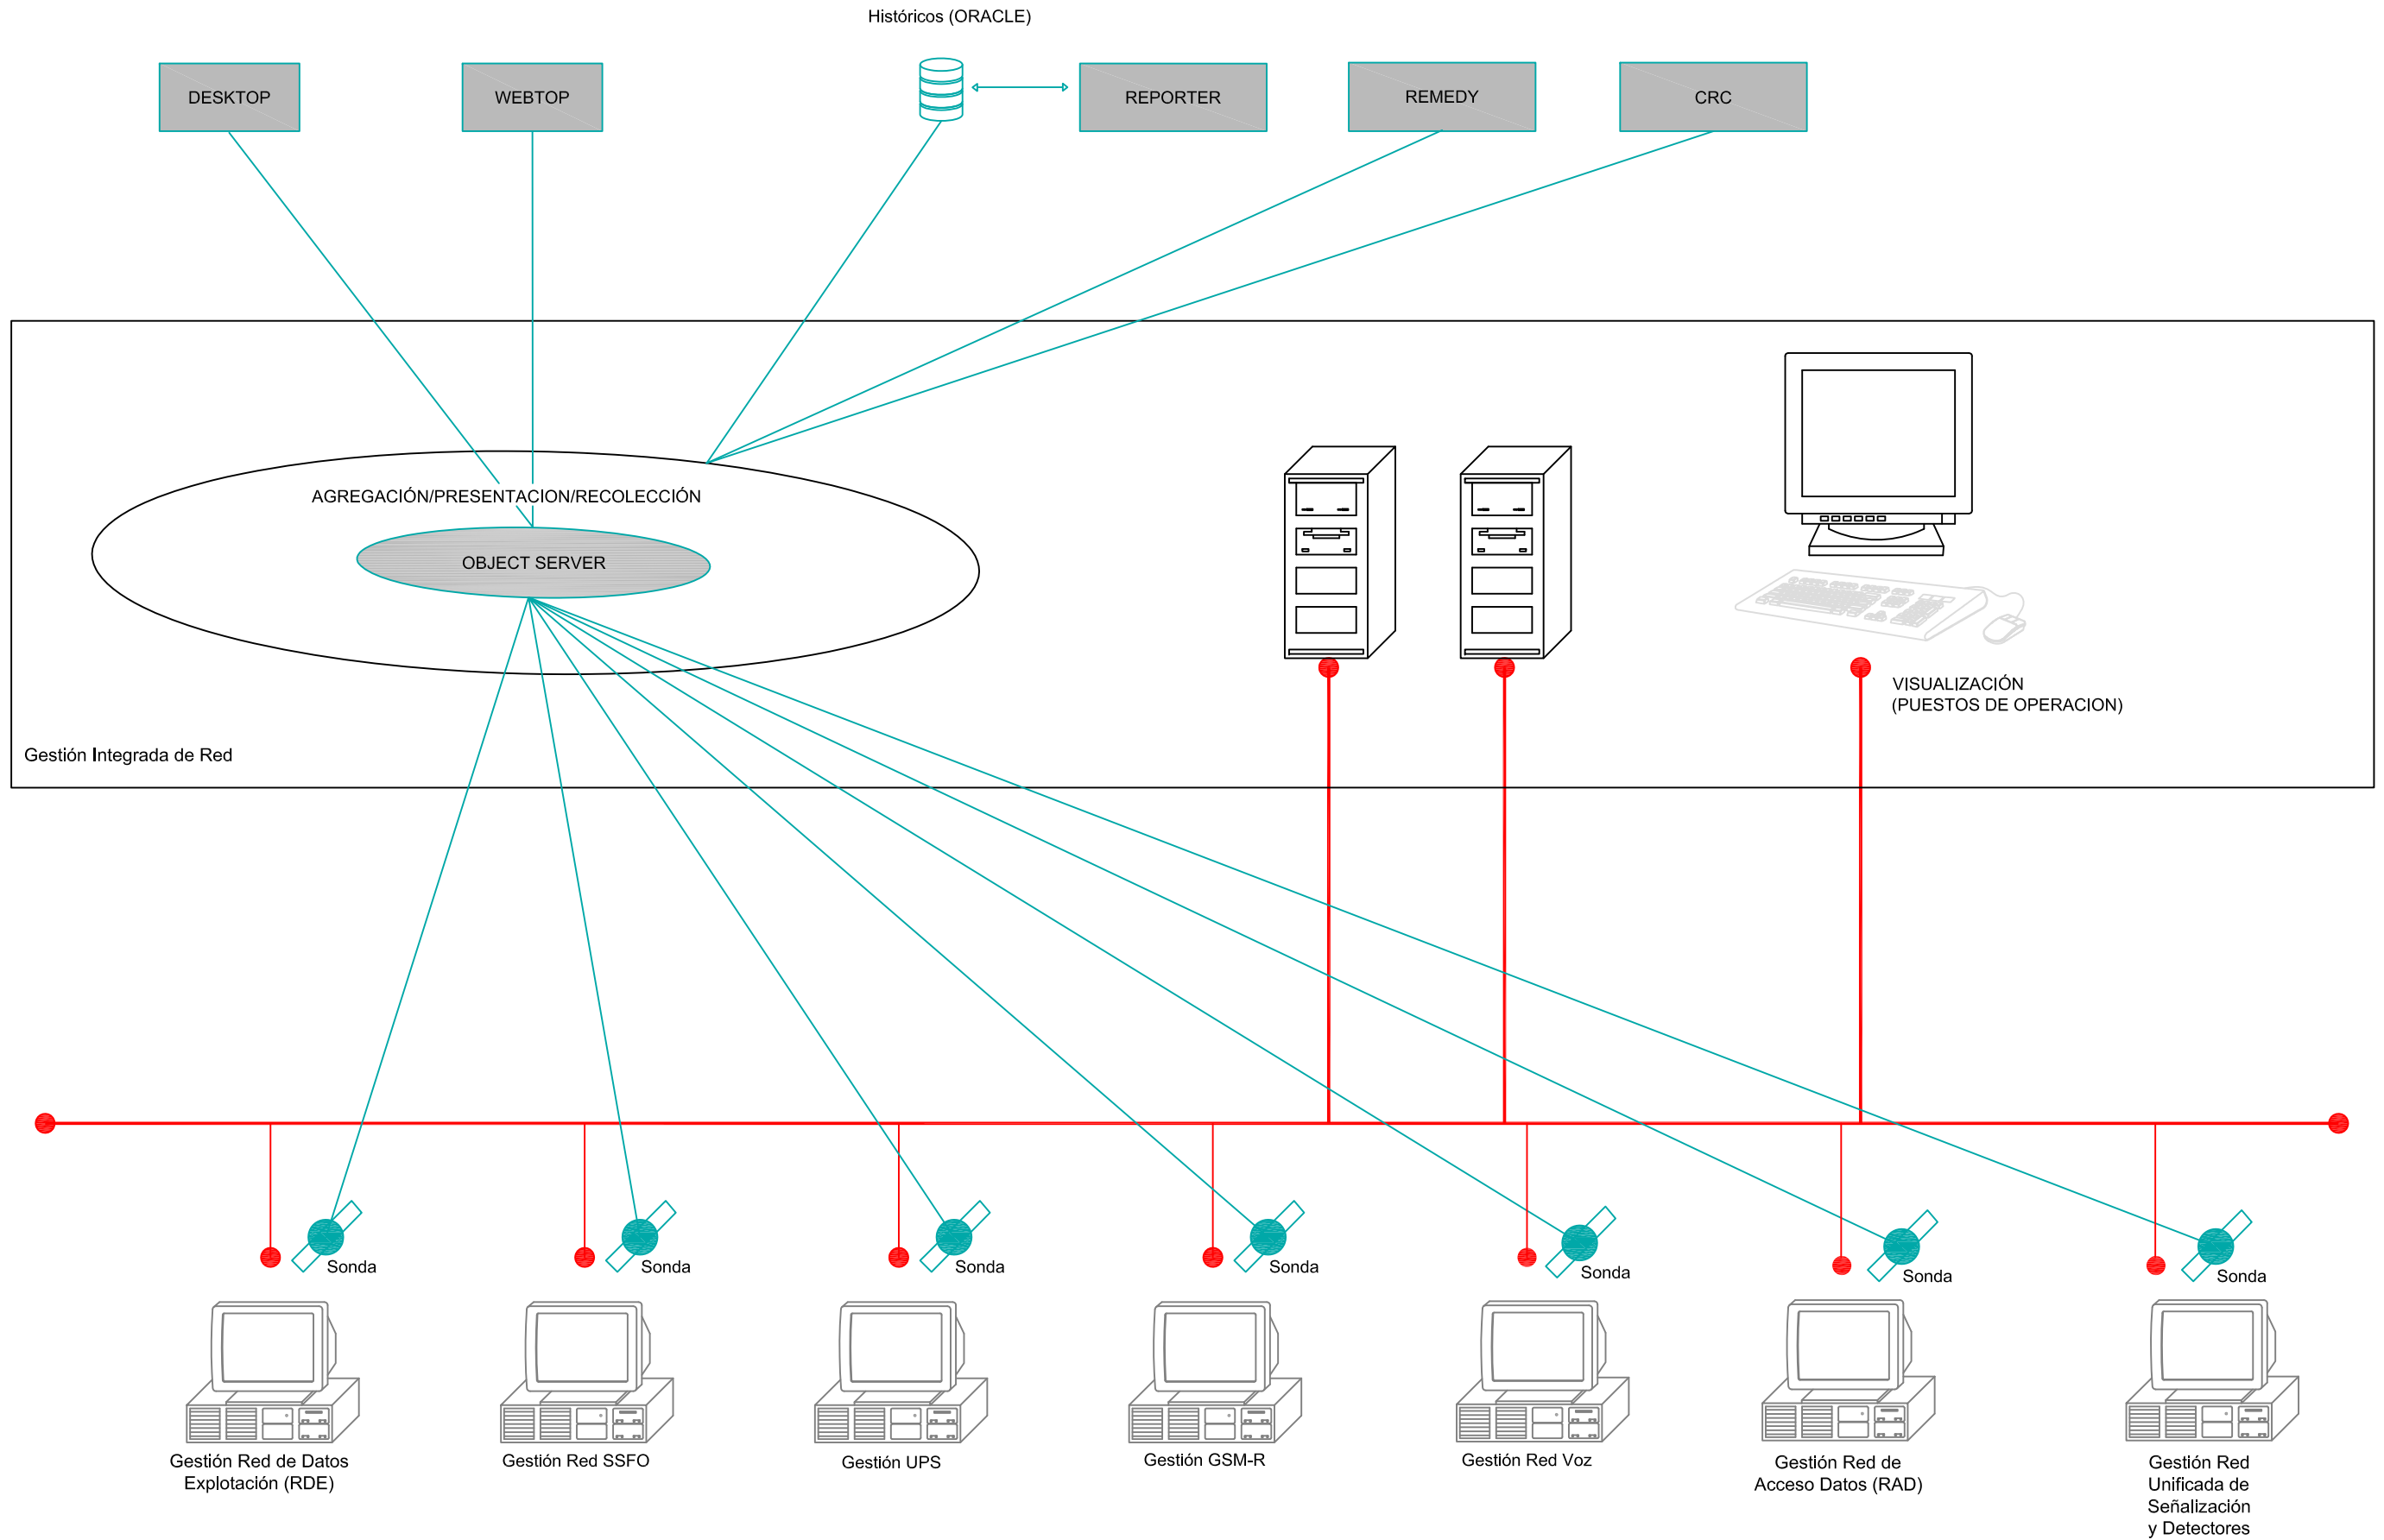 Históricos (ORACLE)
DESKTOP
WEBTOP
REPORTER
REMEDY
CRC
AGREGACIÓN/PRESENTACION/RECOLECCIÓN
OBJECT SERVER
VISUALIZACIÓN
(PUESTOS DE OPERACION)
Gestión Integrada de Red
Sonda
Sonda
Sonda
Sonda
Sonda
Sonda
Sonda
Gestión Red de Datos
Explotación (RDE)
Gestión Red SSFO
Gestión UPS
Gestión GSM-R
Gestión Red Voz
Gestión Red de
Acceso Datos (RAD)
Gestión Red
Unificada de
Señalización
y Detectores